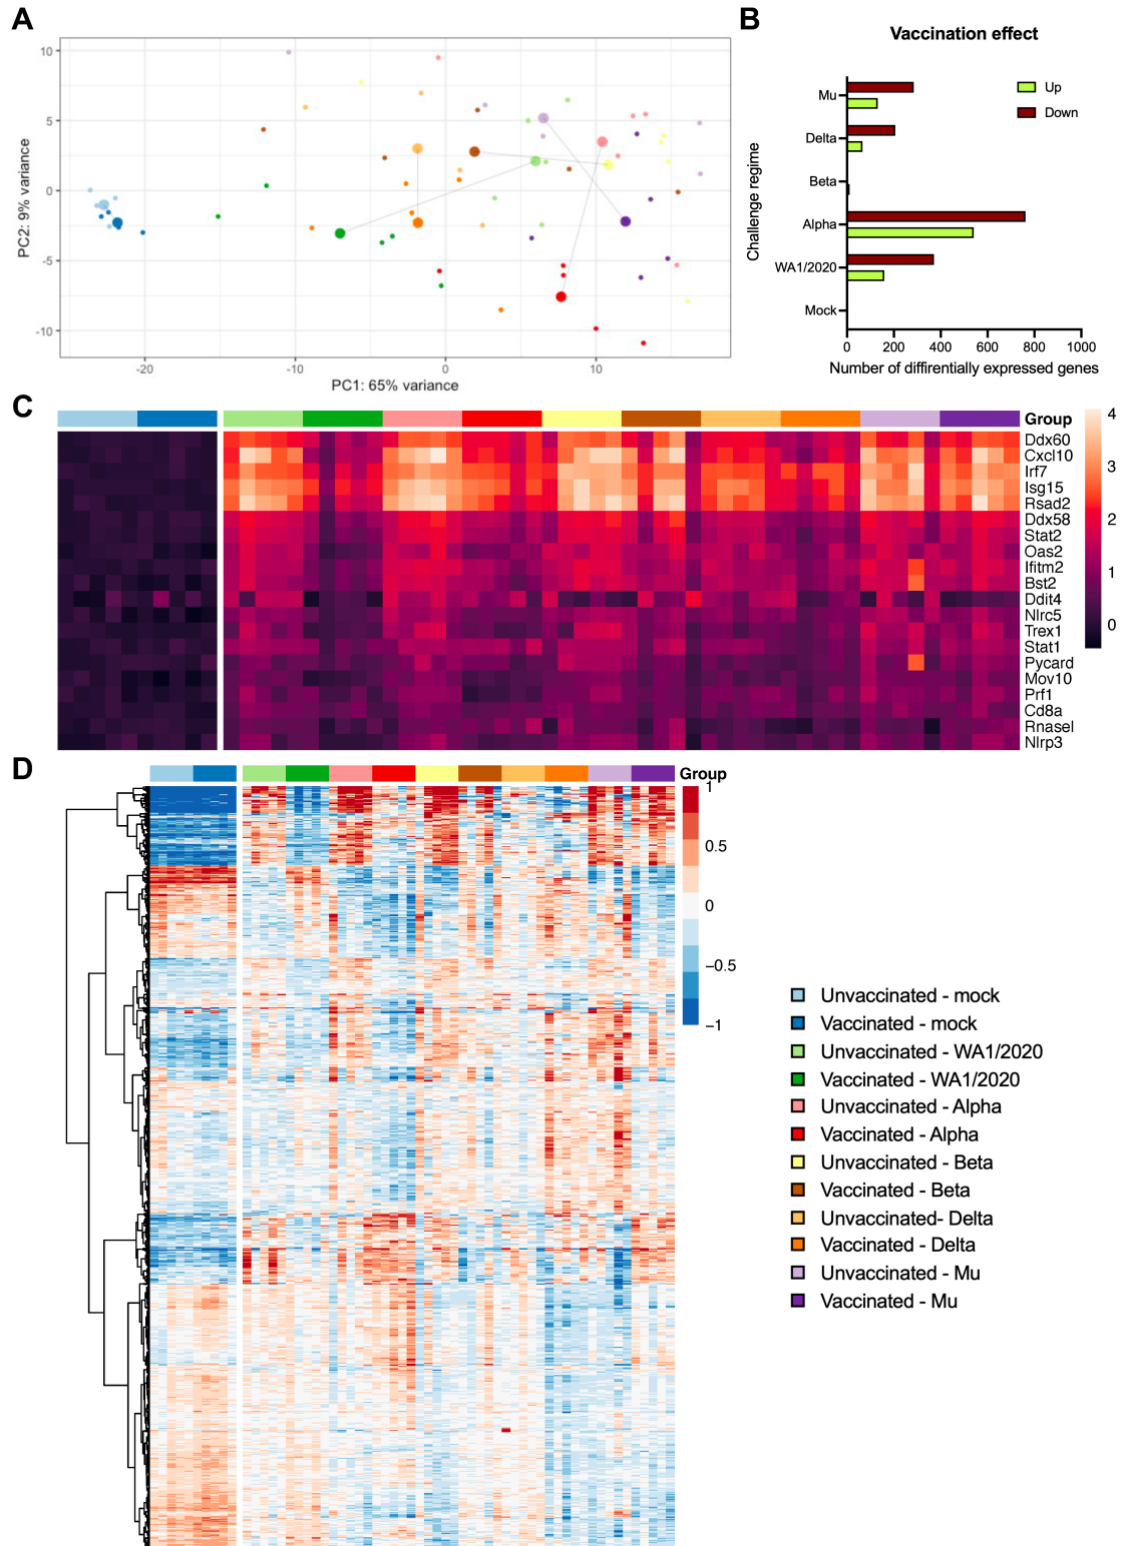 A
10
5
0
-5
-10
PC2: 9% variance
-20
-10
0
10
PC1: 65% variance
B
Vaccination effect
Up
Down
Challenge regime
Mu
Delta
Beta
Alpha
WA1/2020
Mock
0
200
400
600
800
1000
Number of diffirentially expressed genes
C
Group
Ddx60
Cxcl10
Irf7
Isg15
Rsad2
Ddx58
Stat2
Oas2
Ifitm2
Bst2
Ddit4
Nlrc5
Trex1
Stat1
Pycard
Mov10
Prf1
Cd8a
Rnasel
Nlrp3
4
3
2
1
0
D
Group
1
0.5
0
−0.5
−1
Unvaccinated - mock
Vaccinated - mock
Unvaccinated - WA1/2020
Vaccinated - WA1/2020
Unvaccinated - Alpha
Vaccinated - Alpha
Unvaccinated - Beta
Vaccinated - Beta
Unvaccinated- Delta
Vaccinated - Delta
Unvaccinated - Mu
Vaccinated - Mu